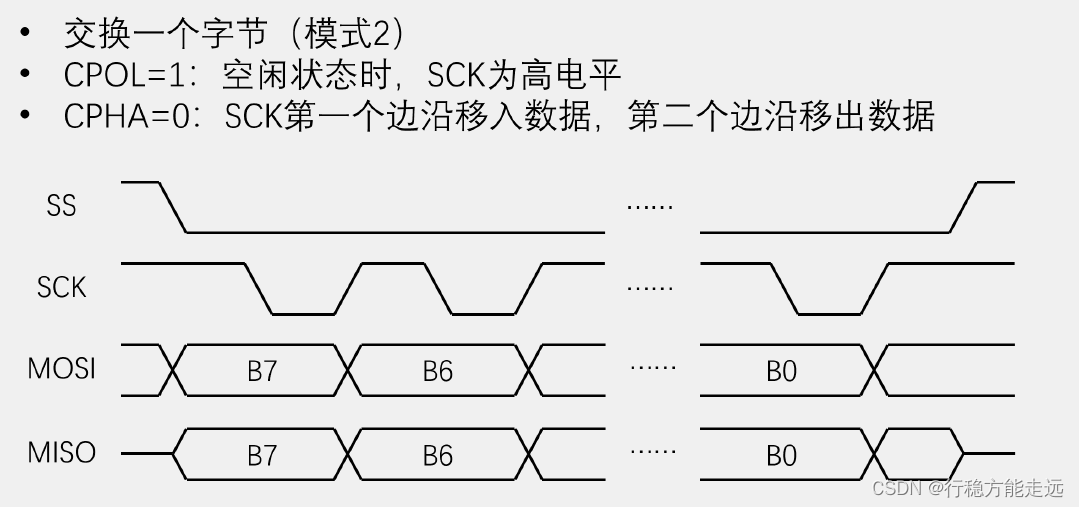 • 交换一个字节（模式2）
• CPOL=1：空闲状态时，SCK为高电平
• CPHA=0：SCK第一个边沿移入数据，第二个边沿移出数据
SS ……
SCK ……
MOSI B7 B6 …… B0
MISO B7 B6 …… B0
CSDN @行稳方能走远